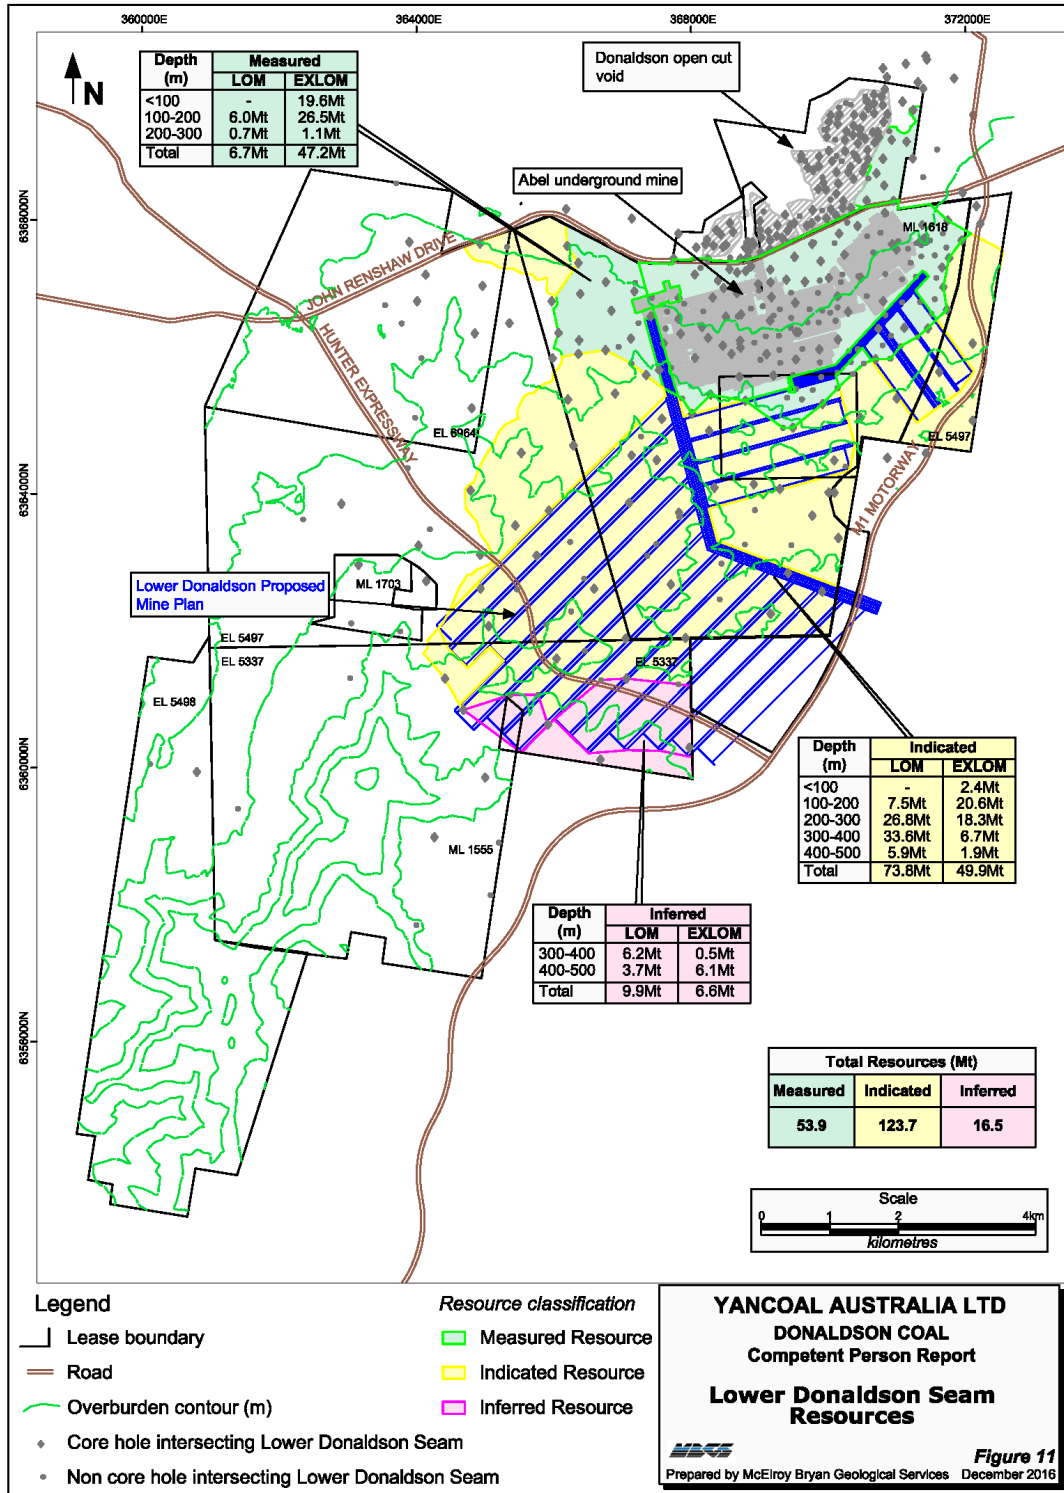 360000E 364000E 368000E 372000E
6368000N
6364000N
6360000N
6356000N
N
Depth (m) Measured
LOM EXLOM
<100 - 19.6Mt
100-200 6.0Mt 26.5Mt
200-300 0.7Mt 1.1Mt
Total 6.7Mt 47.2Mt
Donaldson open cut
void
Abel underground mine
ML 1618
JOHN RENSHAW DRIVE
HUNTER EXPRESSWAY
EL 6964
EL 5497
M1 MOTORWAY
Lower Donaldson Proposed
Mine Plan
ML 1703
EL 5497
EL 5337
EL 5337
EL 5498
ML 1555
Depth (m) Indicated
LOM EXLOM
<100 - 2.4Mt
100-200 7.5Mt 20.6Mt
200-300 26.8Mt 18.3Mt
300-400 33.6Mt 6.7Mt
400-500 5.9Mt 1.9Mt
Total 73.8Mt 49.9Mt
Depth (m) Inferred
LOM EXLOM
300-400 6.2Mt 0.5Mt
400-500 3.7Mt 6.1Mt
Total 9.9Mt 6.6Mt
Total Resources (Mt)
Measured Indicated Inferred
53.9 123.7 16.5
Scale
0 1 2 4km
kilometres
Legend
Lease boundary
Road
Overburden contour (m)
Core hole intersecting Lower Donaldson Seam
Non core hole intersecting Lower Donaldson Seam
Resource classification
Measured Resource
Indicated Resource
Inferred Resource
YANCOAL AUSTRALIA LTD
DONALDSON COAL
Competent Person Report
Lower Donaldson Seam
Resources
Figure 11
Prepared by McElroy Bryan Geological Services December 2016